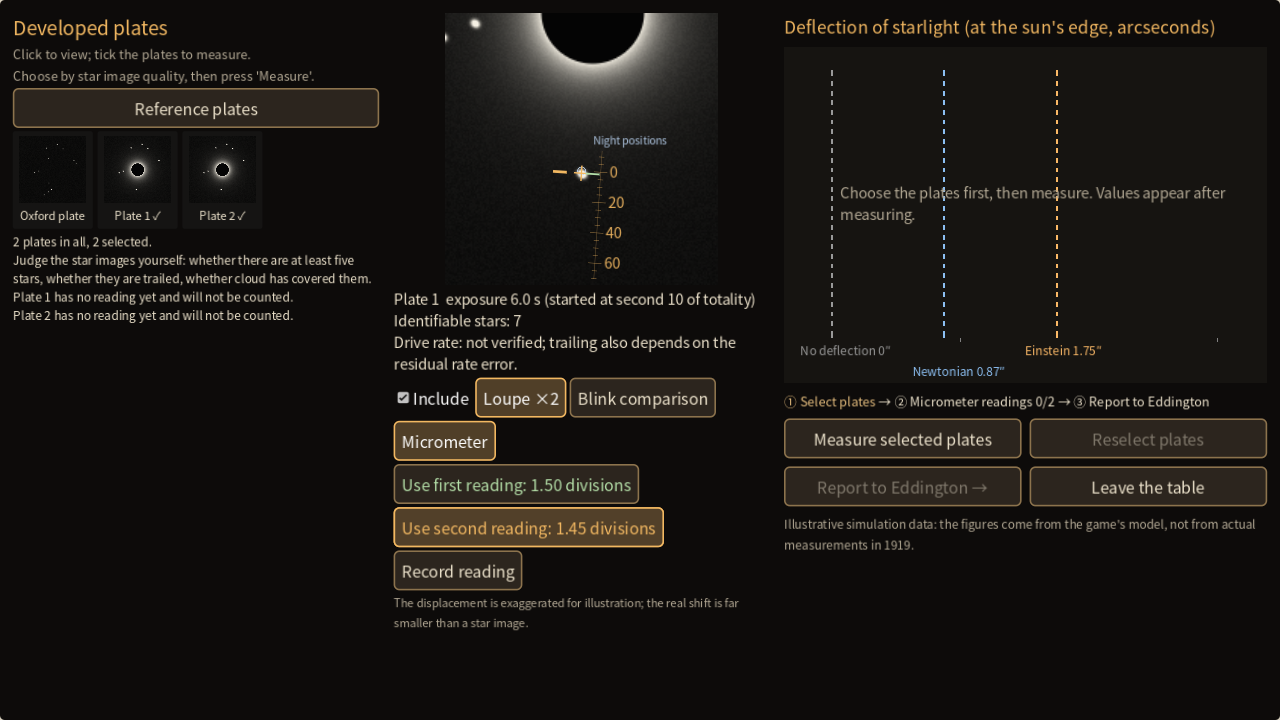 Developed plates
Click to view; tick the plates to measure.
Choose by star image quality, then press 'Measure'.
Reference plates
Oxford plate
Plate 1 ✓
Plate 2 ✓
2 plates in all, 2 selected.
Judge the star images yourself: whether there are at least five
stars, whether they are trailed, whether cloud has covered them.
Plate 1 has no reading yet and will not be counted.
Plate 2 has no reading yet and will not be counted.
Night positions
0
20
40
60
Plate 1 exposure 6.0 s (started at second 10 of totality)
Identifiable stars: 7
Drive rate: not verified; trailing also depends on the
residual rate error.
Include
Loupe ×2
Blink comparison
Micrometer
Use first reading: 1.50 divisions
Use second reading: 1.45 divisions
Record reading
The displacement is exaggerated for illustration; the real shift is far
smaller than a star image.
Deflection of starlight (at the sun's edge, arcseconds)
Choose the plates first, then measure. Values appear after
measuring.
No deflection 0"
Einstein 1.75"
Newtonian 0.87"
① Select plates → ② Micrometer readings 0/2 → ③ Report to Eddington
Measure selected plates
Reselect plates
Report to Eddington →
Leave the table
Illustrative simulation data: the figures come from the game's model, not from actual
measurements in 1919.